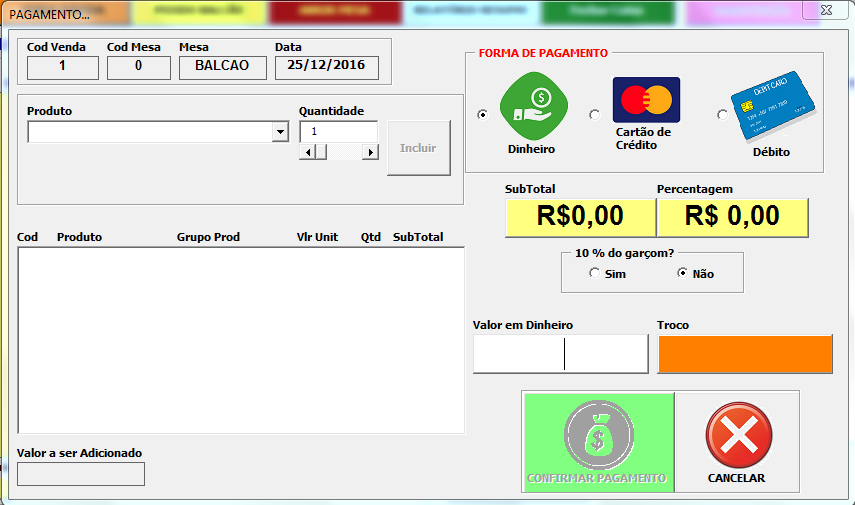 PAGAMENTO...
Cod Venda Cod Mesa Mesa Data
1 0 BALCAO 25/12/2016
Produto Quantidade
1
Incluir
Cod Produto Grupo Prod Vlr Unit Qtd SubTotal
Valor a ser Adicionado
FORMA DE PAGAMENTO
Dinheiro
Cartão de
Crédito
DEBIT CARD
Débito
SubTotal Percentagem
R$0,00 R$ 0,00
10 % do garçom?
Sim Não
Valor em Dinheiro Troco
CONFIRMAR PAGAMENTO
CANCELAR